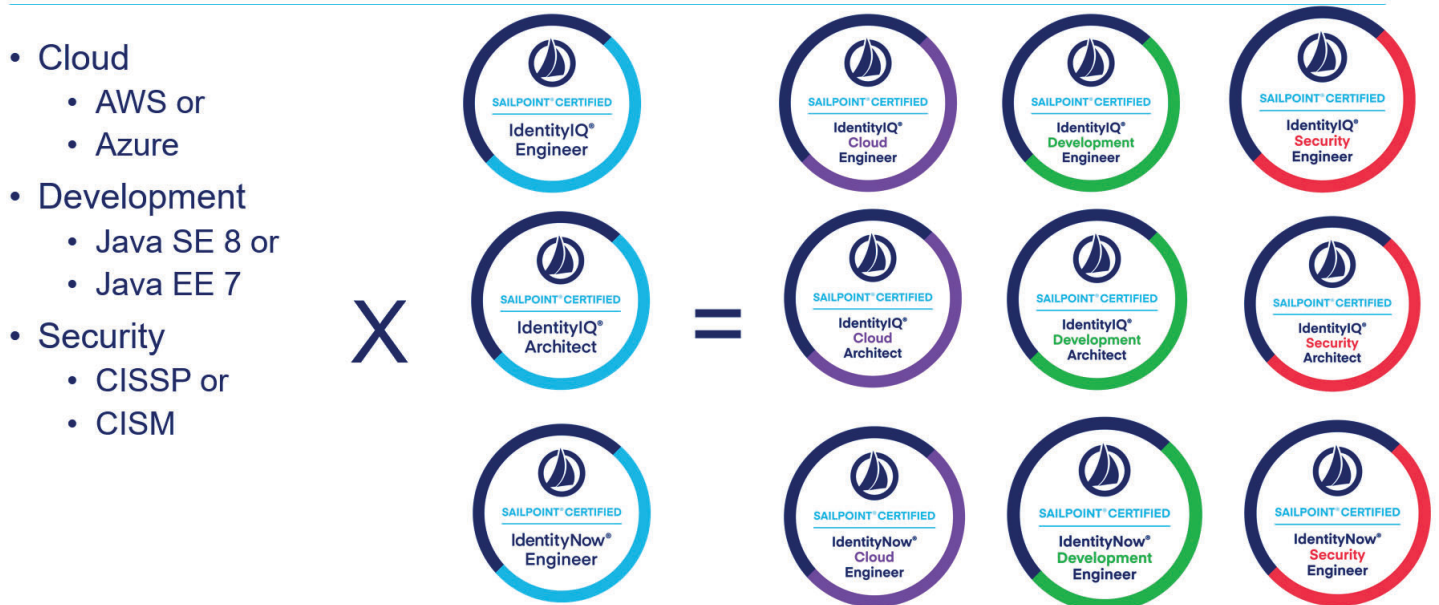 • Cloud
• AWS or
• Azure
• Development
• Java SE 8 or
• Java EE 7
• Security
• CISSP or
• CISM
X
SAILPOINT® CERTIFIED
IdentityIQ®
Engineer
SAILPOINT® CERTIFIED
IdentityIQ®
Architect
SAILPOINT® CERTIFIED
IdentityNow®
Engineer
=
SAILPOINT® CERTIFIED
IdentityIQ®
Cloud
Engineer
SAILPOINT® CERTIFIED
IdentityIQ®
Development
Engineer
SAILPOINT® CERTIFIED
IdentityIQ®
Security
Engineer
SAILPOINT® CERTIFIED
IdentityIQ®
Cloud
Architect
SAILPOINT® CERTIFIED
IdentityIQ®
Development
Architect
SAILPOINT® CERTIFIED
IdentityIQ®
Security
Architect
SAILPOINT® CERTIFIED
IdentityNow®
Cloud
Engineer
SAILPOINT® CERTIFIED
IdentityNow®
Development
Engineer
SAILPOINT® CERTIFIED
IdentityNow®
Security
Engineer